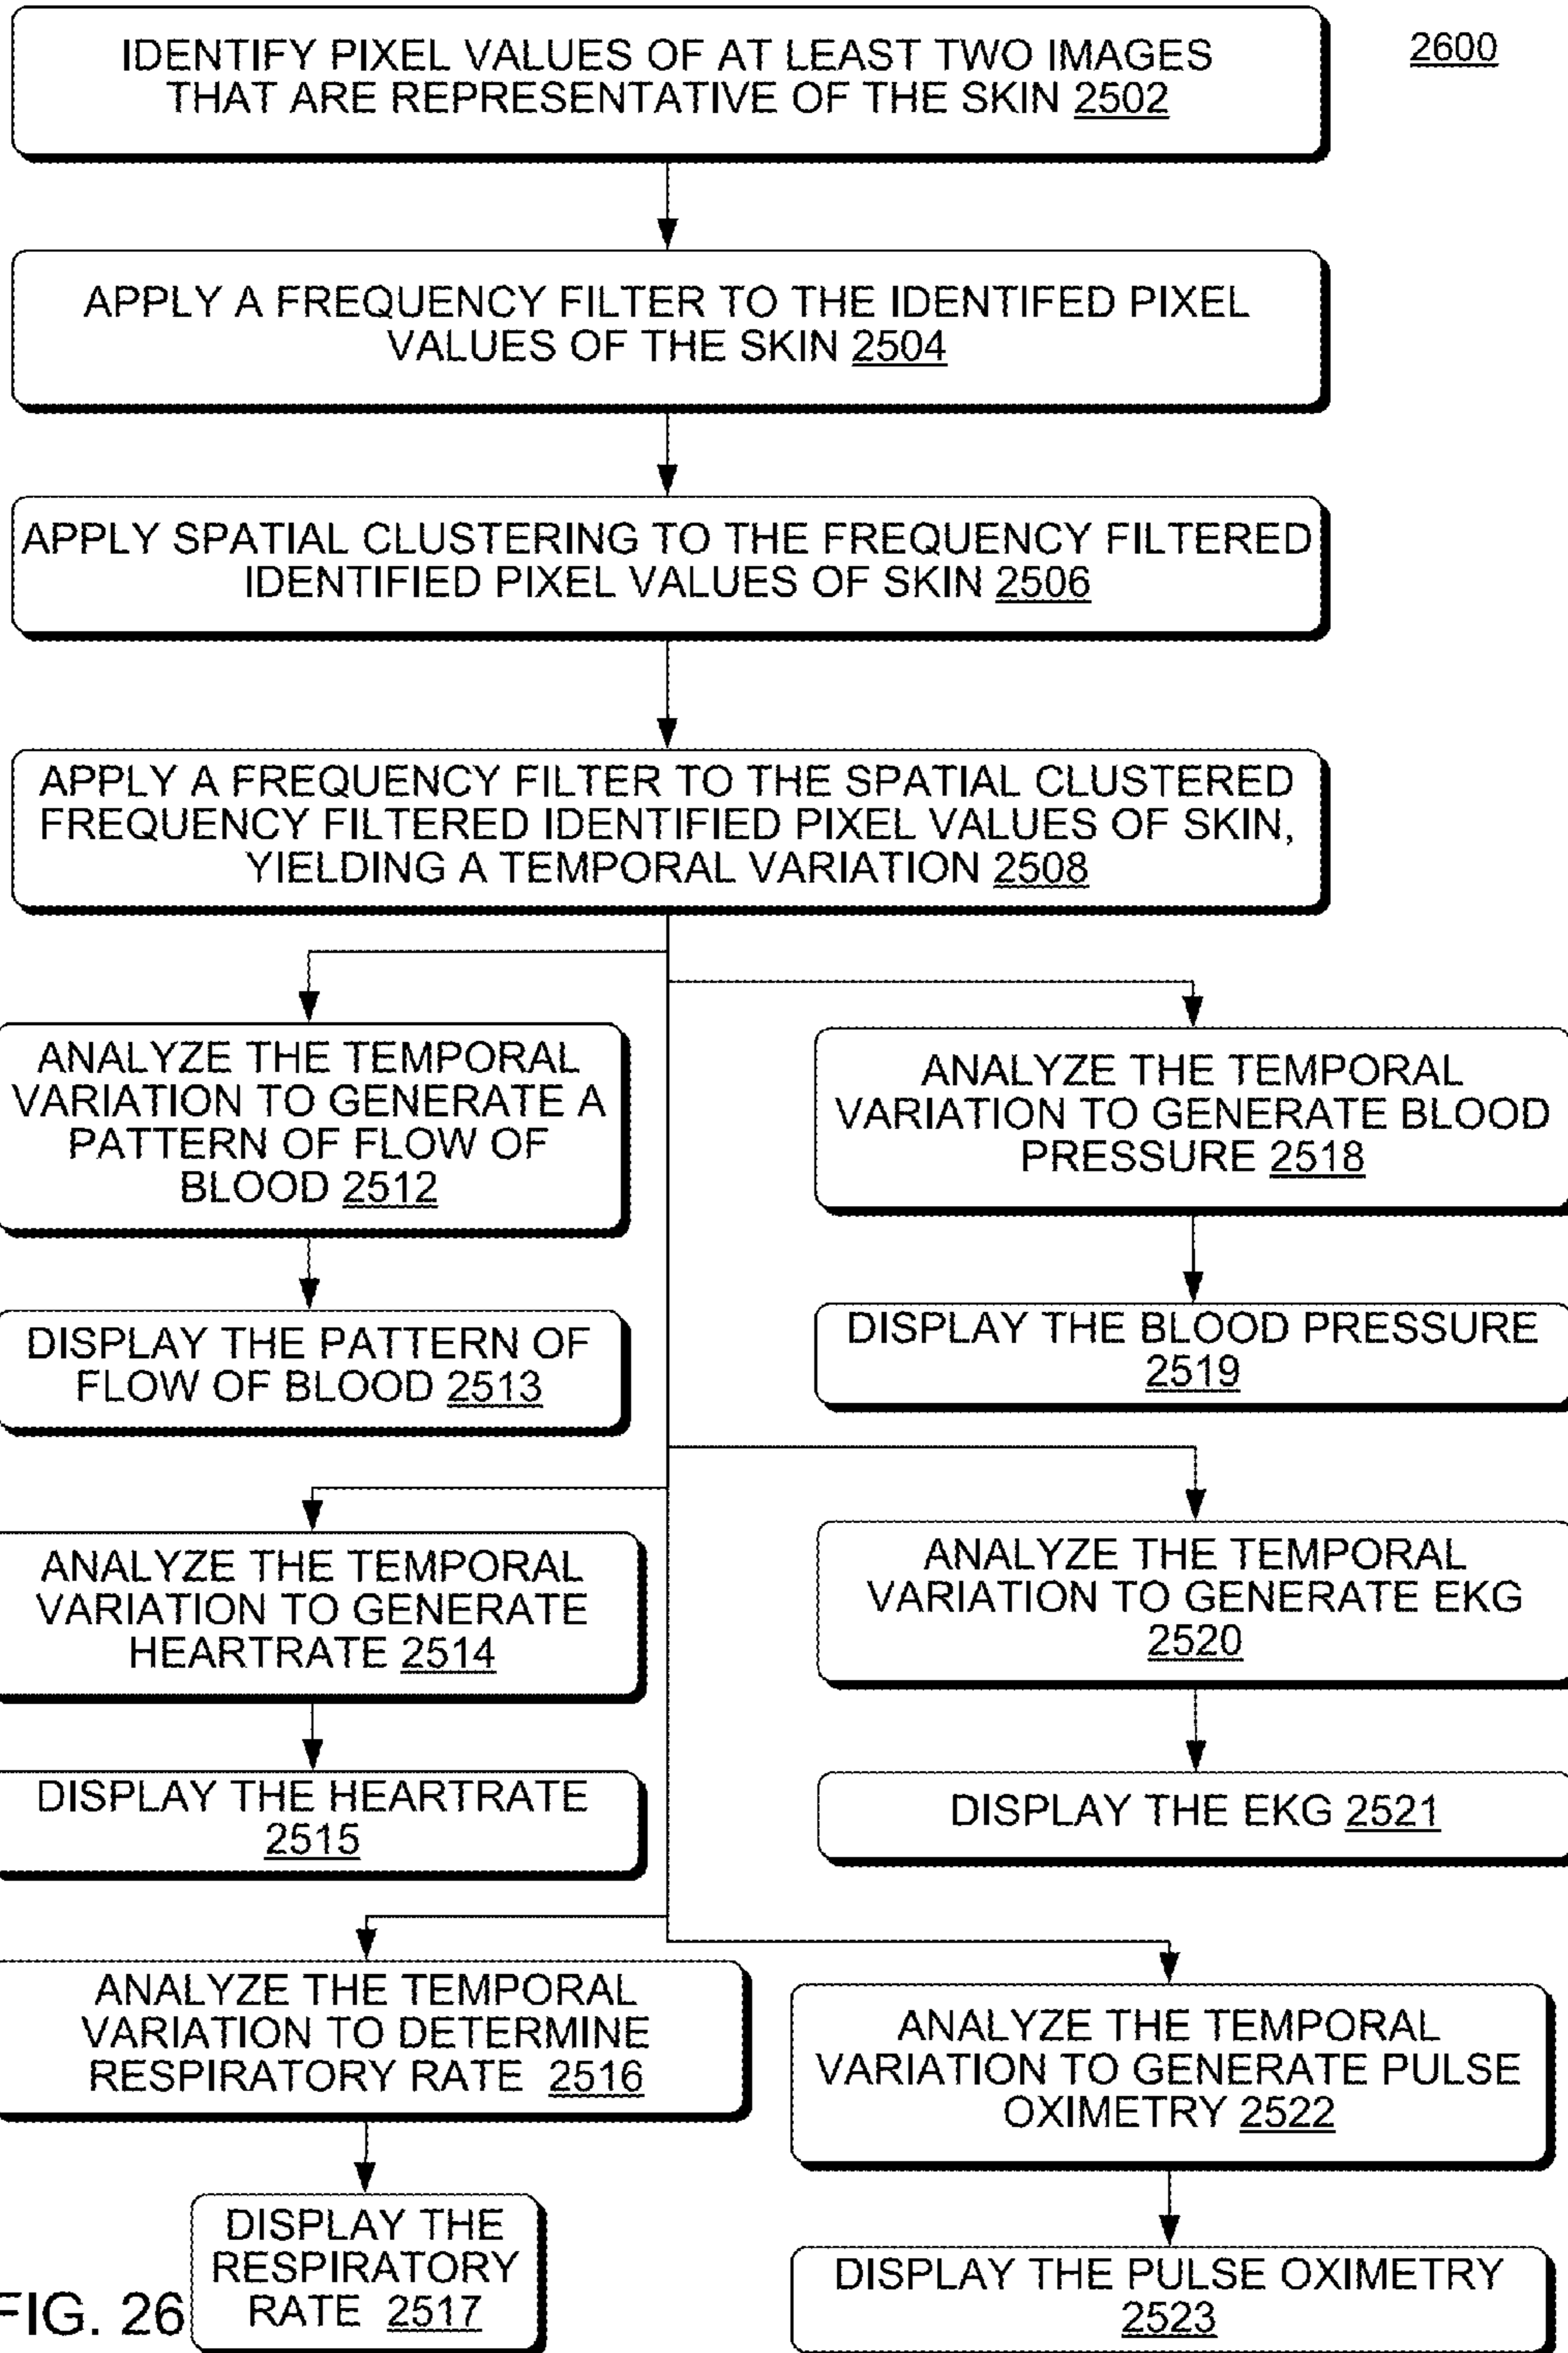 2600
IDENTIFY PIXEL VALUES OF AT LEAST TWO IMAGES
THAT ARE REPRESENTATIVE OF THE SKIN 2502
APPLY A FREQUENCY FILTER TO THE IDENTIFED PIXEL
VALUES OF THE SKIN 2504
APPLY SPATIAL CLUSTERING TO THE FREQUENCY FILTERED
IDENTIFIED PIXEL VALUES OF SKIN 2506
APPLY A FREQUENCY FILTER TO THE SPATIAL CLUSTERED
FREQUENCY FILTERED IDENTIFIED PIXEL VALUES OF SKIN,
YIELDING A TEMPORAL VARIATION 2508
ANALYZE THE TEMPORAL
VARIATION TO GENERATE A
PATTERN OF FLOW OF
BLOOD 2512
DISPLAY THE PATTERN OF
FLOW OF BLOOD 2513
ANALYZE THE TEMPORAL
VARIATION TO GENERATE BLOOD
PRESSURE 2518
DISPLAY THE BLOOD PRESSURE
2519
ANALYZE THE TEMPORAL
VARIATION TO GENERATE
HEARTRATE 2514
DISPLAY THE HEARTRATE
2515
ANALYZE THE TEMPORAL
VARIATION TO GENERATE EKG
2520
DISPLAY THE EKG 2521
ANALYZE THE TEMPORAL
VARIATION TO DETERMINE
RESPIRATORY RATE 2516
DISPLAY THE
RESPIRATORY
RATE 2517
ANALYZE THE TEMPORAL
VARIATION TO GENERATE PULSE
OXIMETRY 2522
DISPLAY THE PULSE OXIMETRY
2523
FIG. 26